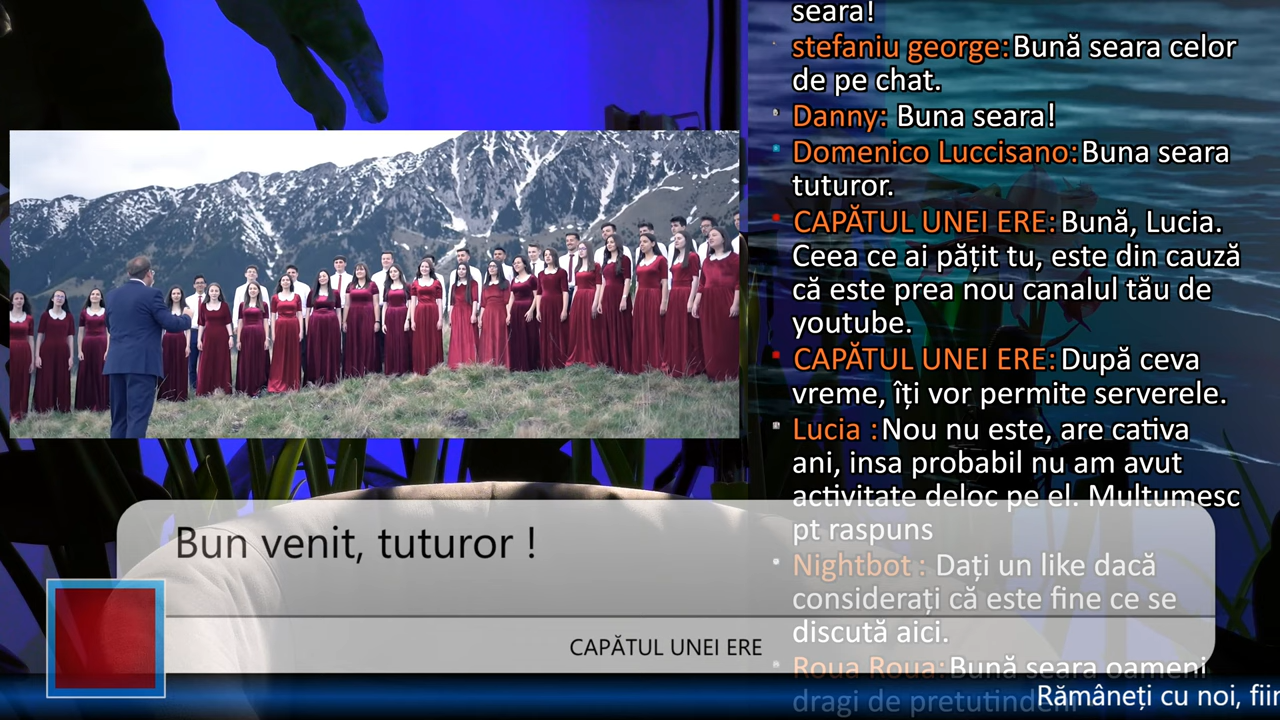 seara!
stefaniu george: Bună seara celor
de pe chat.
Danny: Buna seara!
Domenico Luccisano: Buna seara
tuturor.
CAPĂTUL UNEI ERE: Bună, Lucia.
Ceea ce ai pățit tu, este din cauză
că este prea nou canalul tău de
youtube.
CAPĂTUL UNEI ERE: După ceva
vreme, îți vor permite serverele.
Lucia : Nou nu este, are cativa
ani, insa probabil nu am avut
activitate deloc pe el. Multumesc
pt raspuns
Nightbot : Dați un like dacă
considerați că este fine ce se
discută aici.
Roua Roua: Bună seara oameni
dragi de pretutindeni
Bun venit, tuturor !
CAPĂTUL UNEI ERE
Rămâneți cu noi, fiin